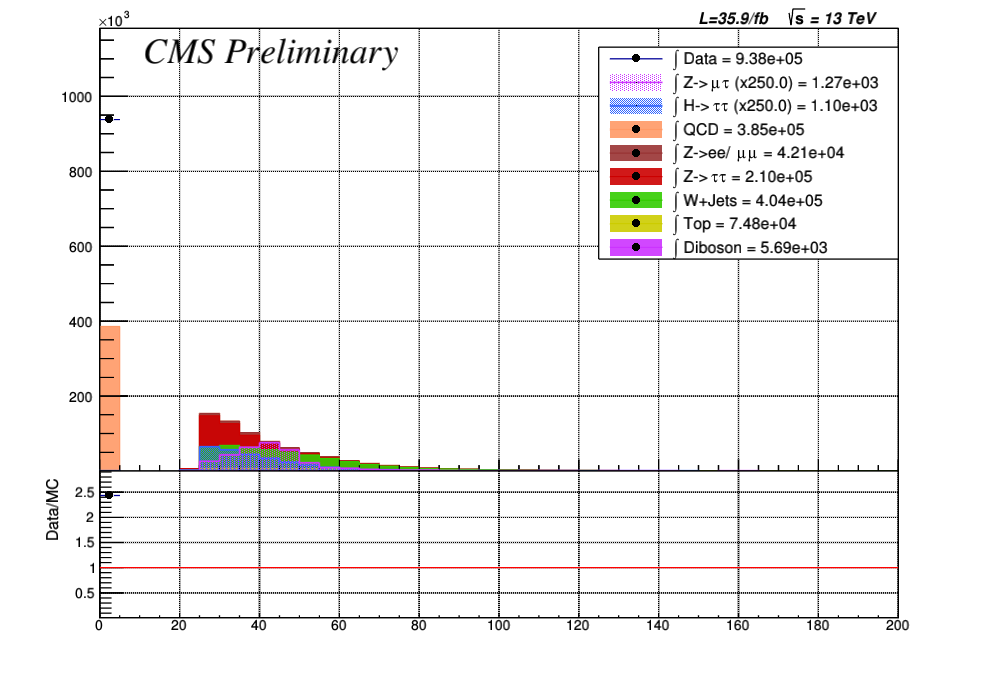 ×10³
L=35.9/fb √s = 13 TeV
CMS Preliminary
∫ Data = 9.38e+05
∫ Z->μτ (x250.0) = 1.27e+03
∫ H->ττ (x250.0) = 1.10e+03
∫ QCD = 3.85e+05
∫ Z->ee/ μμ = 4.21e+04
∫ Z->ττ = 2.10e+05
∫ W+Jets = 4.04e+05
∫ Top = 7.48e+04
∫ Diboson = 5.69e+03
1000
800
600
400
200
Data/MC
2.5
2
1.5
1
0.5
0 20 40 60 80 100 120 140 160 180 200